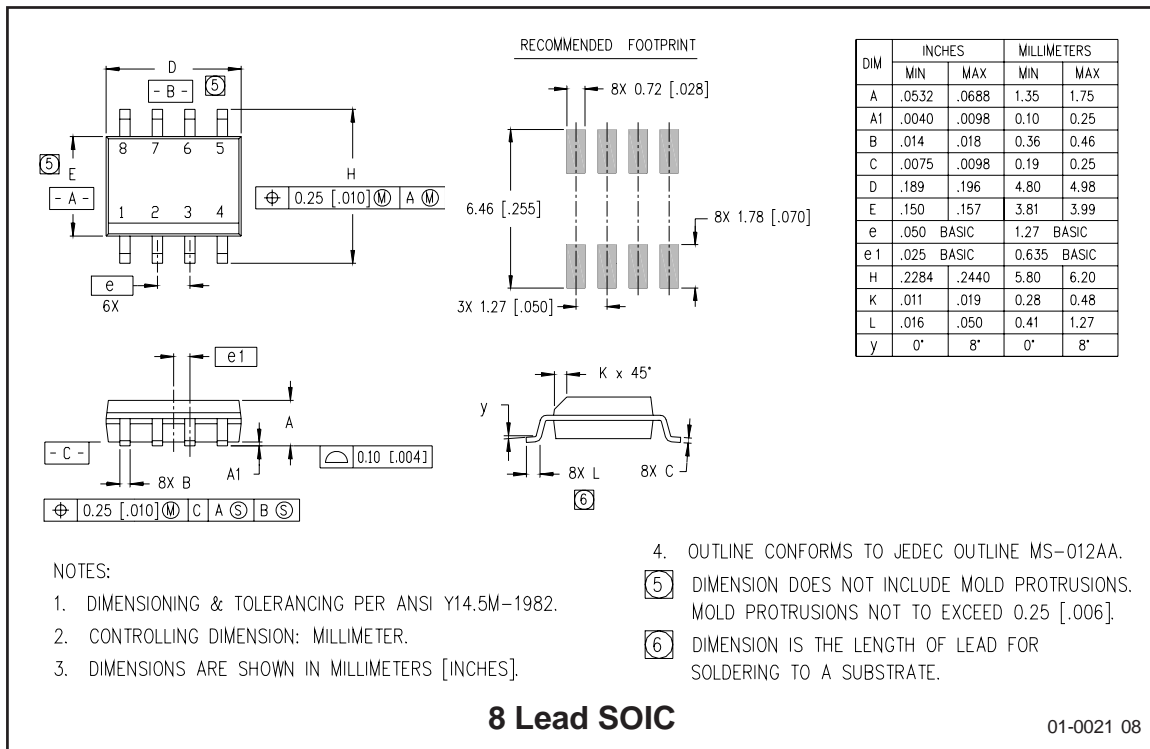 D
- B -
5
8 7 6 5
5
E
- A -
H
⌖ 0.25 [.010] Ⓜ A Ⓜ
1 2 3 4
e
6X
RECOMMENDED FOOTPRINT
8X 0.72 [.028]
6.46 [.255]
8X 1.78 [.070]
3X 1.27 [.050]
DIM INCHES MILLIMETERS
MIN MAX MIN MAX
A .0532 .0688 1.35 1.75
A1 .0040 .0098 0.10 0.25
B .014 .018 0.36 0.46
C .0075 .0098 0.19 0.25
D .189 .196 4.80 4.98
E .150 .157 3.81 3.99
e .050 BASIC 1.27 BASIC
e1 .025 BASIC 0.635 BASIC
H .2284 .2440 5.80 6.20
K .011 .019 0.28 0.48
L .016 .050 0.41 1.27
y 0° 8° 0° 8°
e1
A
- C -
A1
0.10 [.004]
8X B
⌖ 0.25 [.010] Ⓜ C A Ⓢ B Ⓢ
K x 45°
y
8X L
8X C
6
NOTES:
1. DIMENSIONING & TOLERANCING PER ANSI Y14.5M-1982.
2. CONTROLLING DIMENSION: MILLIMETER.
3. DIMENSIONS ARE SHOWN IN MILLIMETERS [INCHES].
4. OUTLINE CONFORMS TO JEDEC OUTLINE MS-012AA.
5 DIMENSION DOES NOT INCLUDE MOLD PROTRUSIONS.
MOLD PROTRUSIONS NOT TO EXCEED 0.25 [.006].
6 DIMENSION IS THE LENGTH OF LEAD FOR
SOLDERING TO A SUBSTRATE.
8 Lead SOIC
01-0021 08